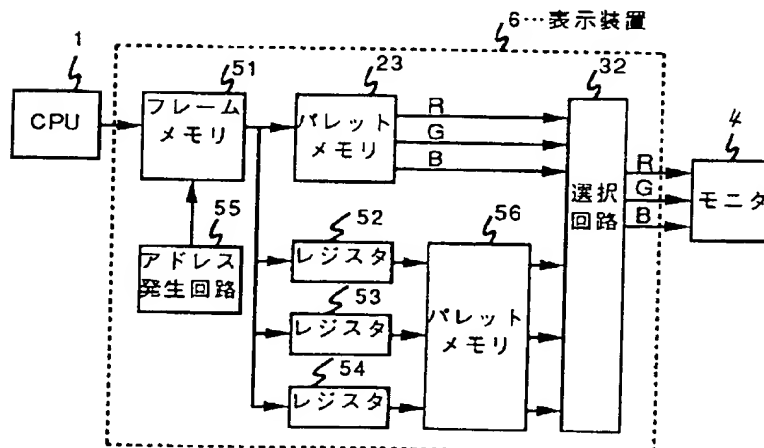 6…表示装置
1
51
23
32
CPU
フレーム
メモリ
パレット
メモリ
R
G
B
選択
回路
R
G
B
4
モニタ
55
アドレス
発生回路
52
レジスタ
56
53
レジスタ
パレット
メモリ
54
レジスタ